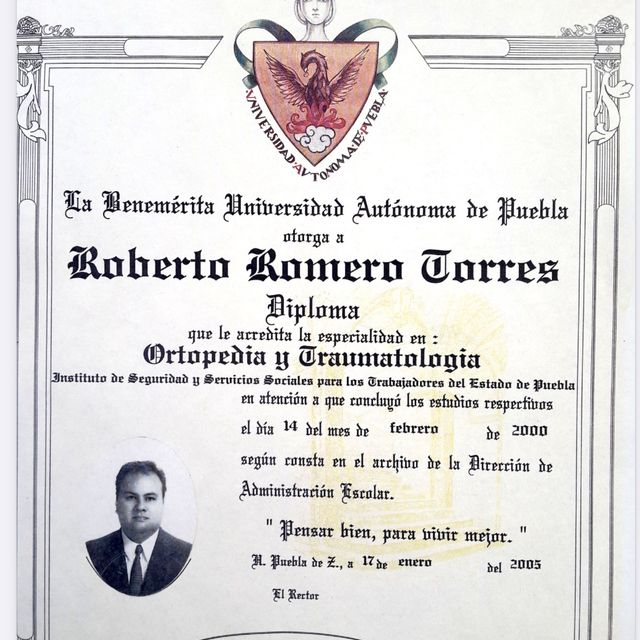 UNIVERSIDAD AVTONOMA DE PVEBLA
La Benemérita Universidad Autónoma de Puebla
otorga a
Roberto Romero Torres
Diploma
que le acredita la especialidad en :
Ortopedia y Traumatologia
Instituto de Seguridad y Servicios Sociales para los Trabajadores del Estado de Puebla
en atención a que concluyó los estudios respectivos
el día 14 del mes de febrero de 2000
según consta en el archivo de la Dirección de
Administración Escolar.
" Pensar bien, para vivir mejor. "
H. Puebla de Z., a 17 de enero del 2005
El Rector